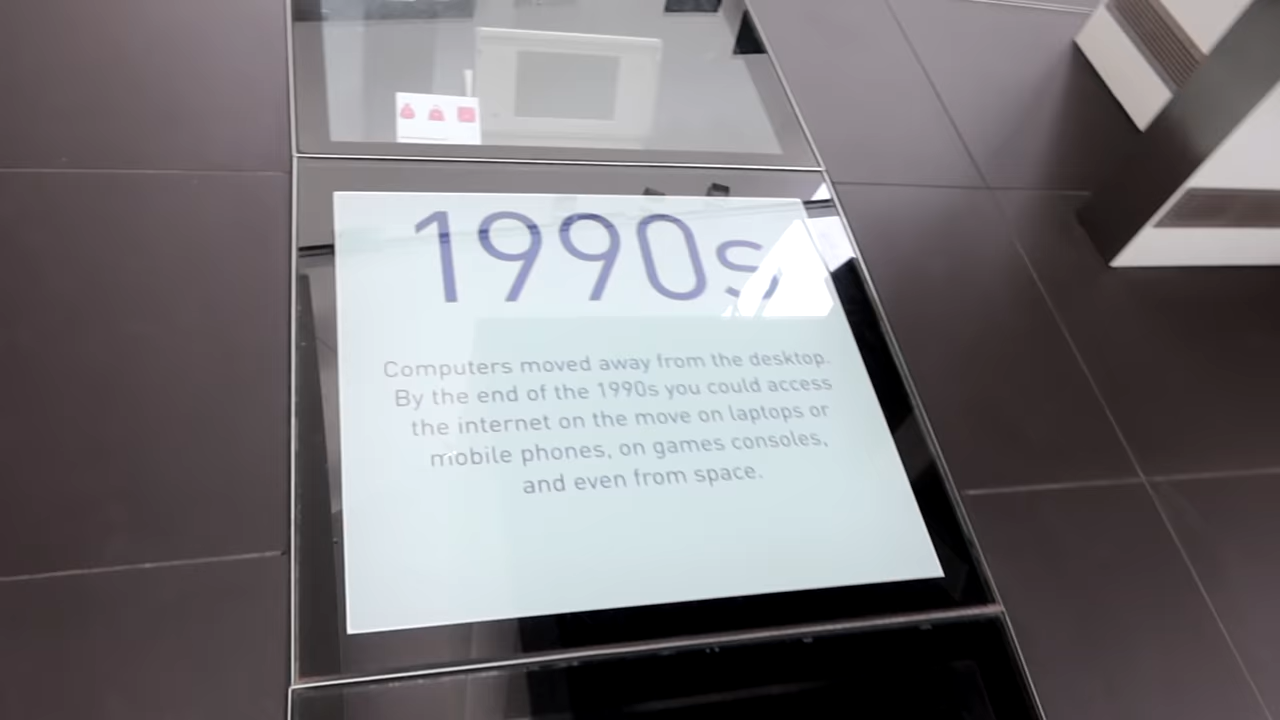 1990s
Computers moved away from the desktop.
By the end of the 1990s you could access
the internet on the move on laptops or
mobile phones, on games consoles,
and even from space.